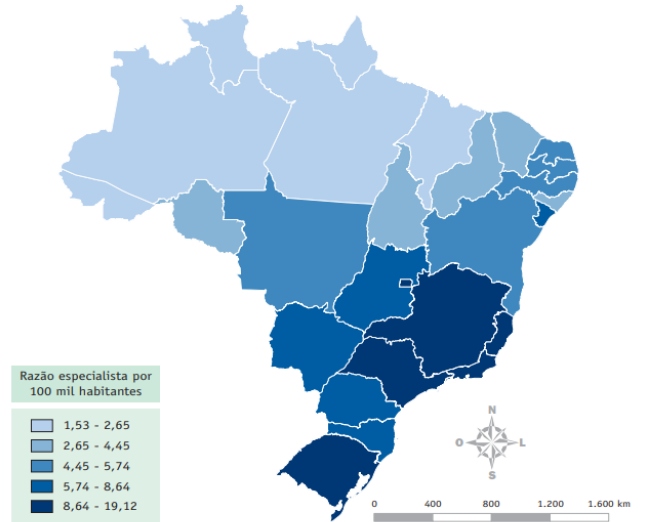 Razão especialista por
100 mil habitantes
1,53 - 2,65
2,65 - 4,45
4,45 - 5,74
5,74 - 8,64
8,64 - 19,12
N
O
L
S
0 400 800 1.200 1.600 km